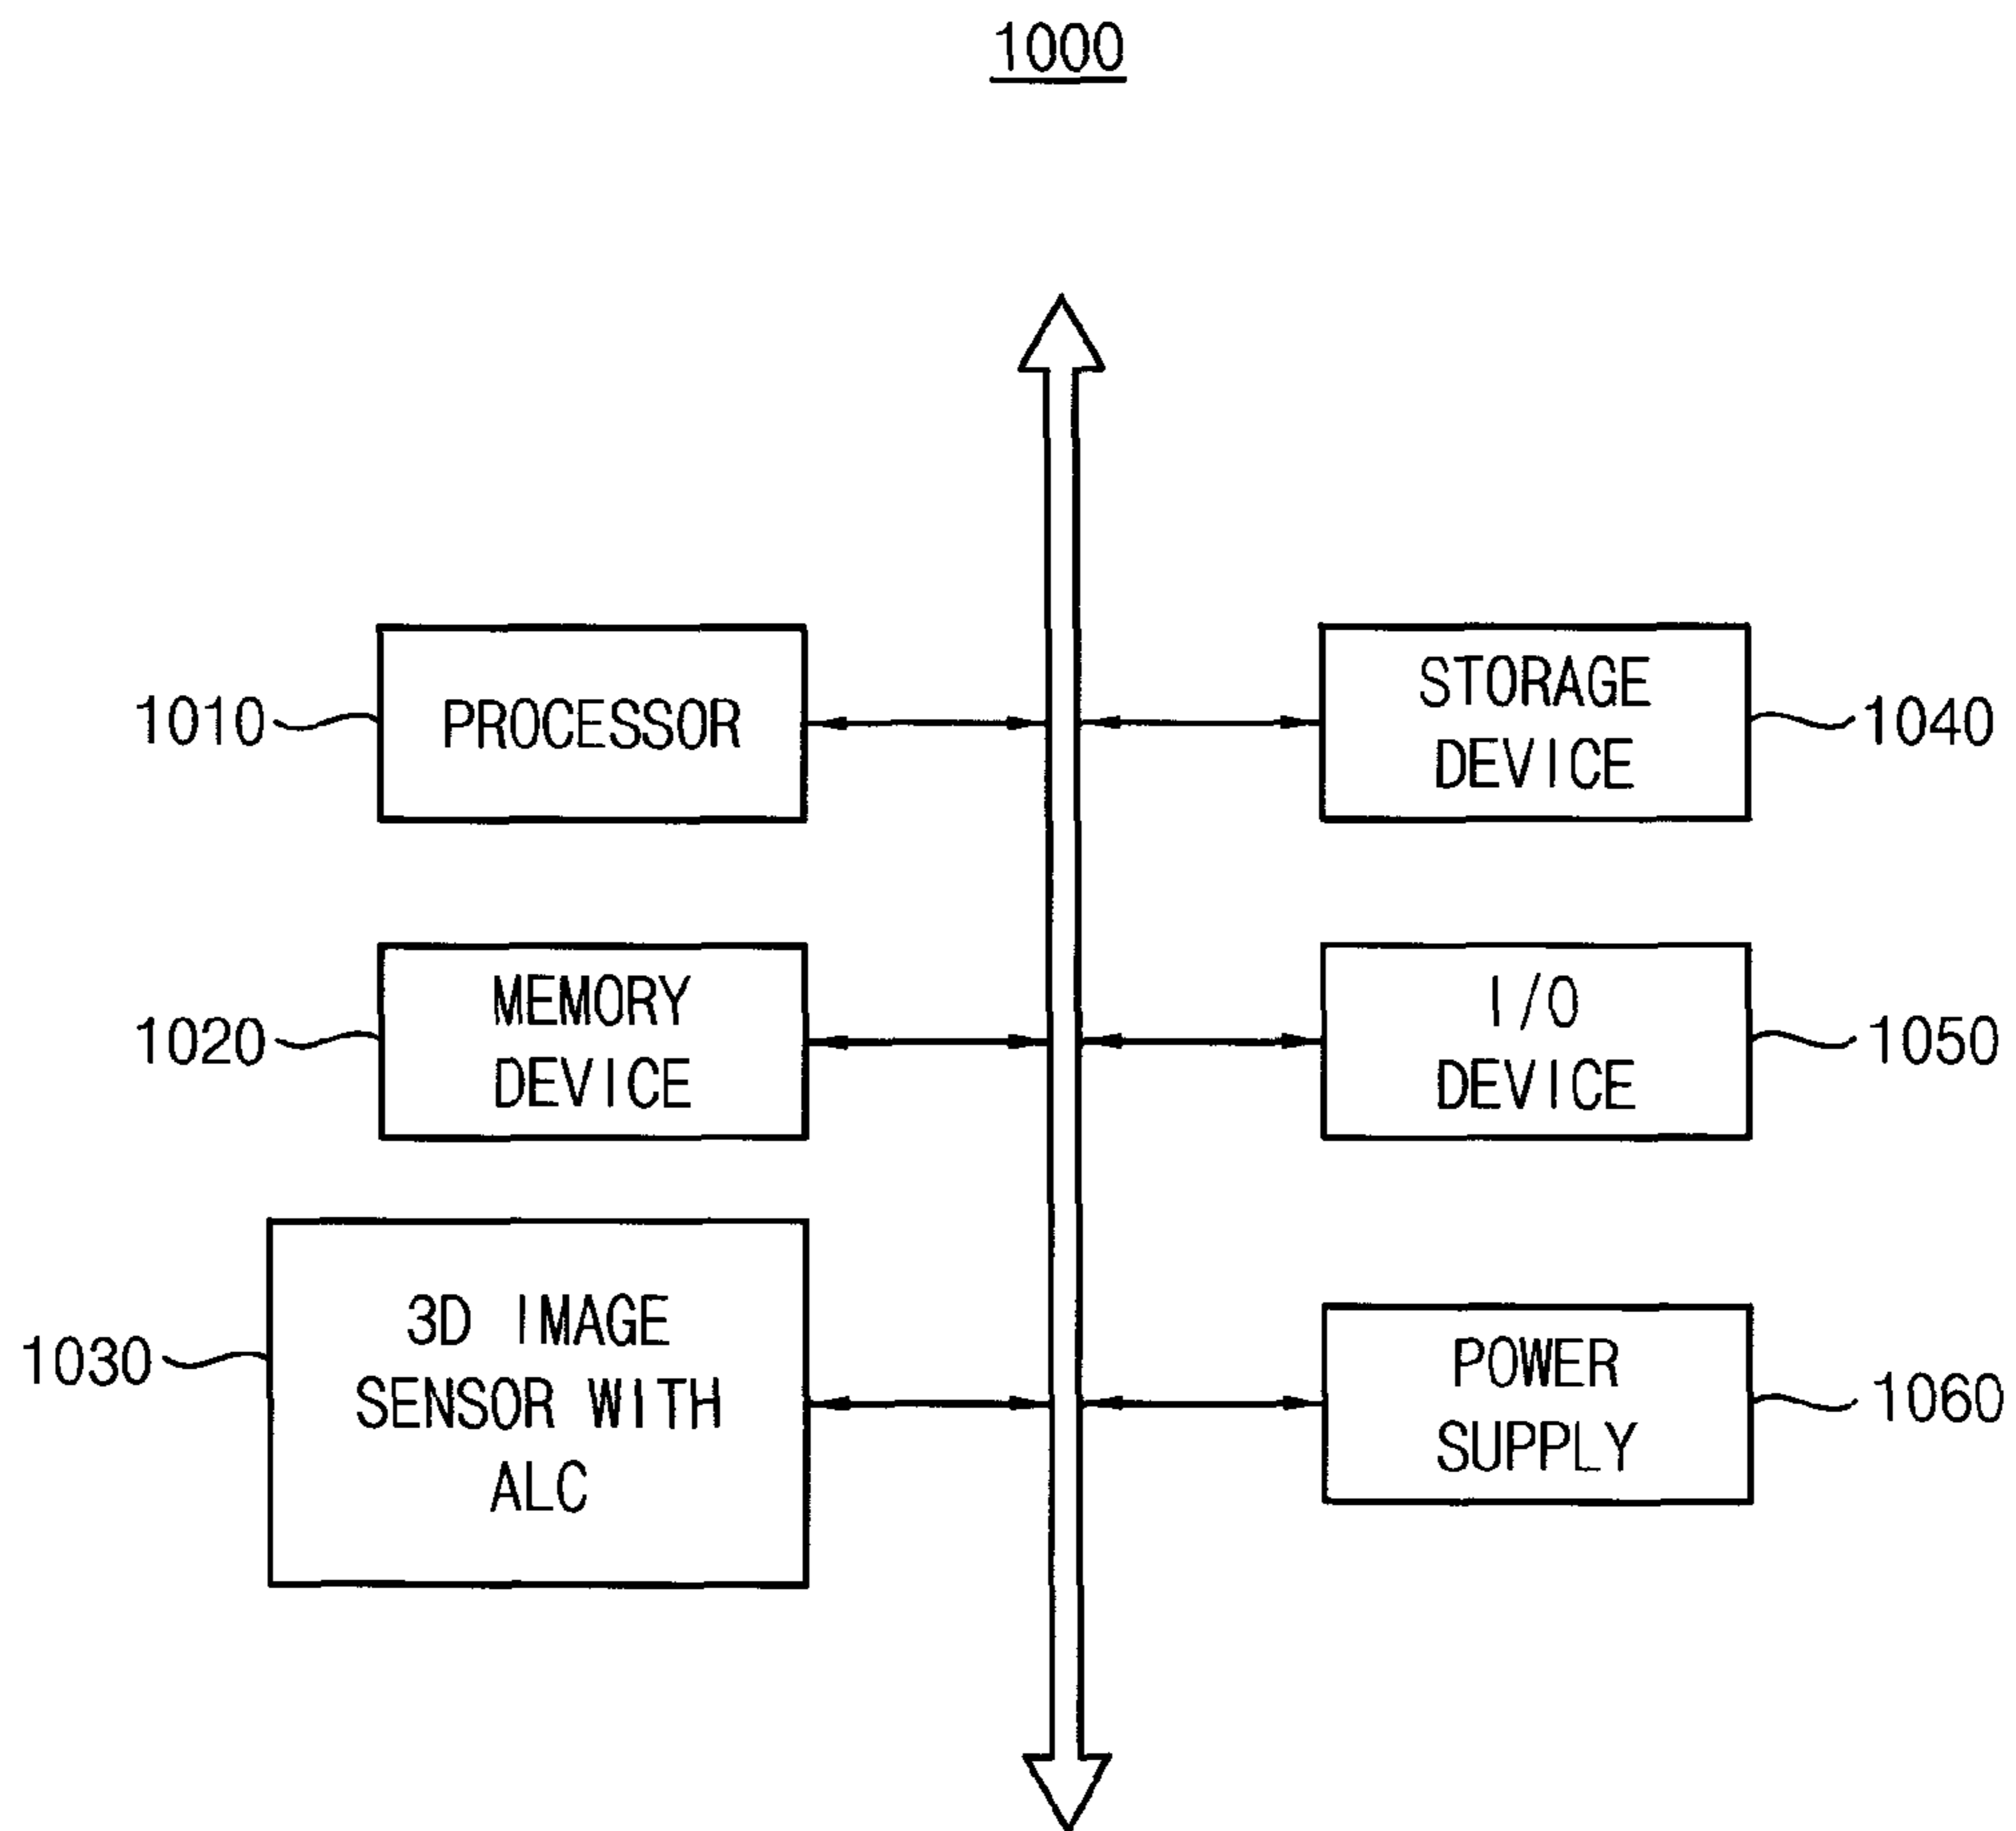 1000
1010
PROCESSOR
STORAGE
DEVICE
1040
1020
MEMORY
DEVICE
I/O
DEVICE
1050
1030
3D IMAGE
SENSOR WITH
ALC
POWER
SUPPLY
1060